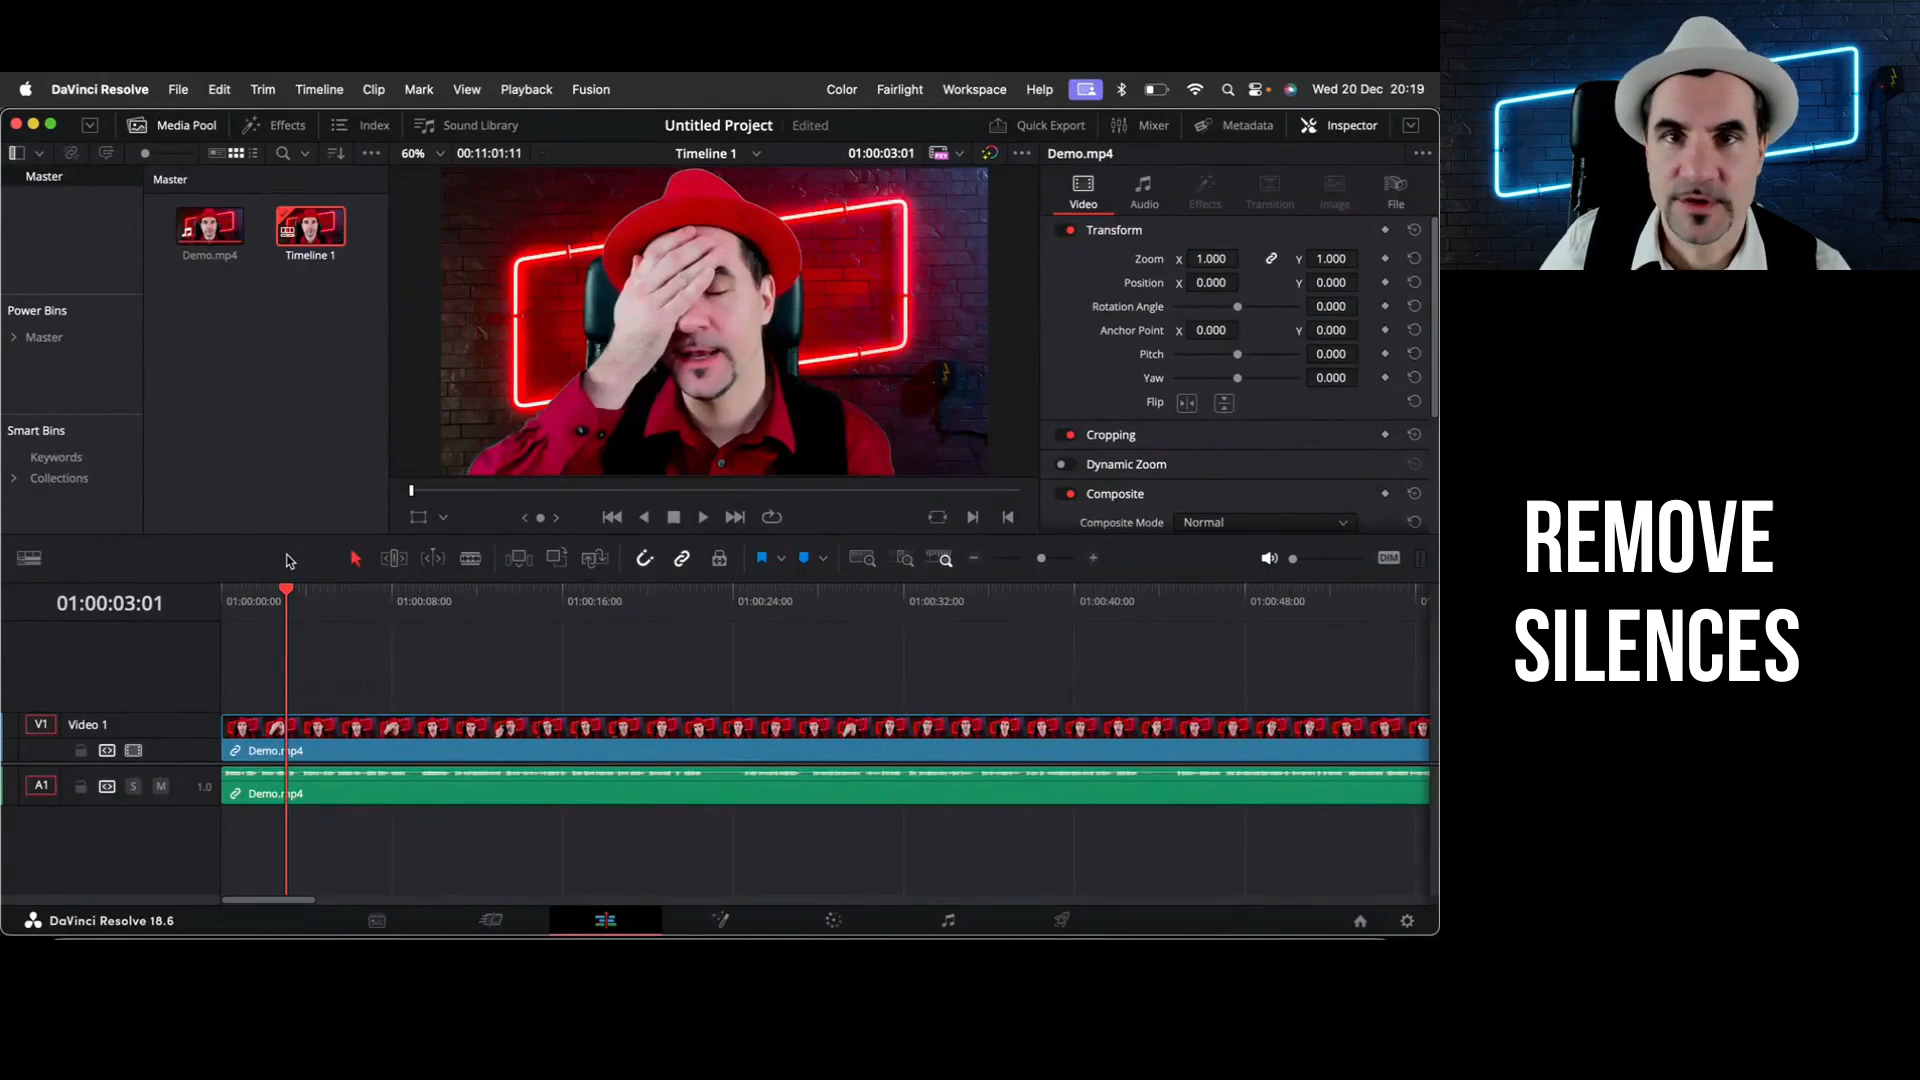 DaVinci Resolve File Edit Trim Timeline Clip Mark View Playback Fusion Color Fairlight Workspace Help Wed 20 Dec 20:19
Media Pool Effects Index Sound Library Untitled Project Edited Quick Export Mixer Metadata Inspector
60% 00:11:01:11 Timeline 1 01:00:03:01 Demo.mp4
Master
Master
Video Audio Effects Transition Image File
Demo.mp4 Timeline 1
Power Bins
Master
Smart Bins
Keywords
Collections
Transform
Zoom X 1.000 Y 1.000
Position X 0.000 Y 0.000
Rotation Angle 0.000
Anchor Point X 0.000 Y 0.000
Pitch 0.000
Yaw 0.000
Flip
Cropping
Dynamic Zoom
Composite
Composite Mode Normal
DIM
01:00:03:01
01:00:00:00 01:00:08:00 01:00:16:00 01:00:24:00 01:00:32:00 01:00:40:00 01:00:48:00
V1 Video 1
Demo.mp4
A1 S M 1.0
Demo.mp4
DaVinci Resolve 18.6
REMOVE
SILENCES